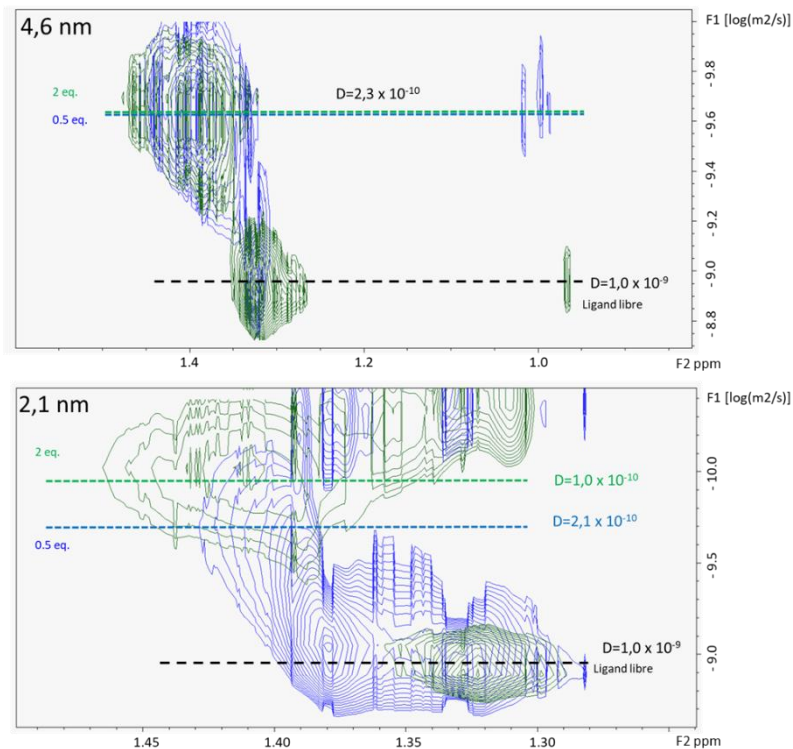 4,6 nm
F1 [log(m2/s)]
2 eq.
0.5 eq.
D=2,3 x 10-10
D=1,0 x 10-9
Ligand libre
- 9.8
- 9.6
- 9.4
- 9.2
- 9.0
- 8.8
1.4
1.2
1.0
F2 ppm
2,1 nm
F1 [log(m2/s)]
2 eq.
0.5 eq.
D=1,0 x 10-10
D=2,1 x 10-10
D=1,0 x 10-9
Ligand libre
- 10.0
- 9.5
- 9.0
1.45
1.40
1.35
1.30
F2 ppm